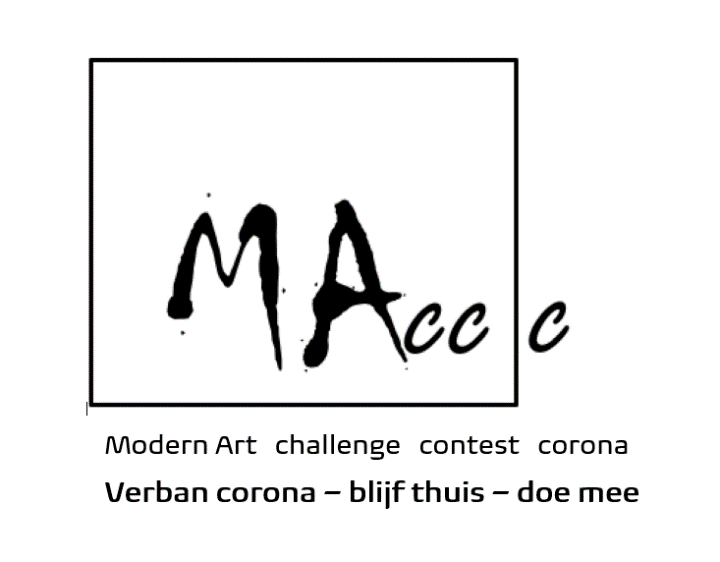 MAcc c
Modern Art challenge contest corona
Verban corona – blijf thuis – doe mee